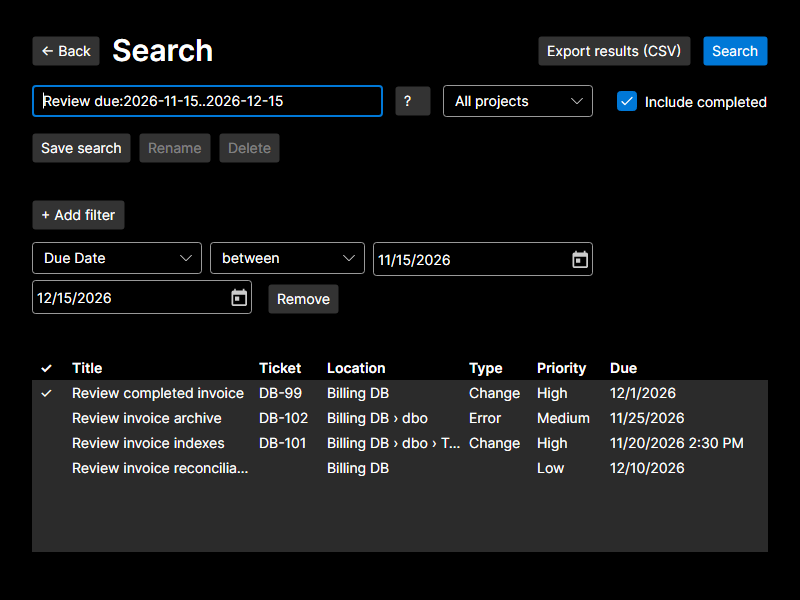 ← Back Search Export results (CSV) Search
Review due:2026-11-15..2026-12-15 ? All projects Include completed
Save search Rename Delete
+ Add filter
Due Date between 11/15/2026
12/15/2026 Remove
✓ Title Ticket Location Type Priority Due
✓ Review completed invoice DB-99 Billing DB Change High 12/1/2026
Review invoice archive DB-102 Billing DB › dbo Error Medium 11/25/2026
Review invoice indexes DB-101 Billing DB › dbo › T... Change High 11/20/2026 2:30 PM
Review invoice reconcilia... Billing DB Low 12/10/2026